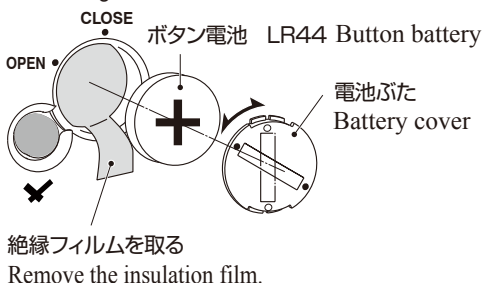 CLOSE
OPEN
ボタン電池 LR44 Button battery
電池ぶた
Battery cover
絶縁フィルムを取る
Remove the insulation film.